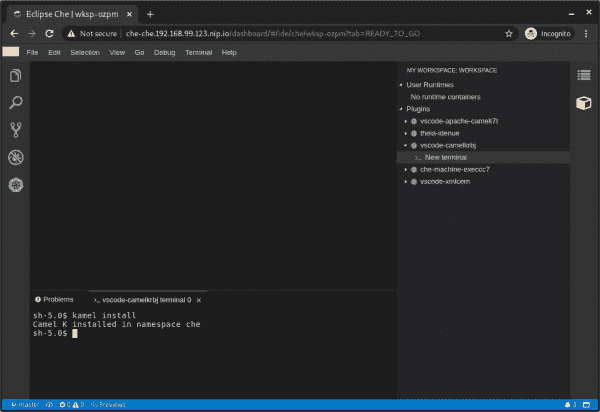 Eclipse Che | wksp-ozpm
Not secure | che-che.192.168.99.123.nip.io/dashboard/#/ide/che/wksp-ozpm?tab=READY_TO_GO
Incognito
File Edit Selection View Go Debug Terminal Help
MY WORKSPACE: WORKSPACE
User Runtimes
No runtime containers
Plugins
vscode-apache-camelt7t
theia-idenue
vscode-camelkrbj
New terminal
che-machine-execcc7
vscode-xmlcem
Problems
>_ vscode-camelkrbj terminal 0
sh-5.0$ kamel install
Camel K installed in namespace che
sh-5.0$
master 0 0 Previews 3